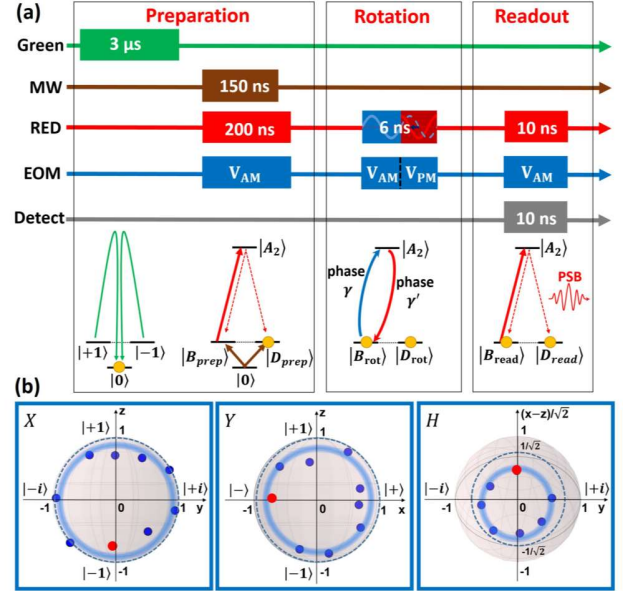 (a)
Preparation Rotation Readout
Green 3 μs
MW 150 ns
RED 200 ns 6 ns 10 ns
EOM V_AM V_AM V_PM V_AM
Detect 10 ns
|A₂⟩ |A₂⟩ |A₂⟩
phase γ phase γ′ PSB
|+1⟩ |−1⟩ |B_prep⟩ |D_prep⟩ |B_rot⟩ |D_rot⟩ |B_read⟩ |D_read⟩
|0⟩ |0⟩
(b)
X |+1⟩ z Y |+1⟩ z H (x−z)/√2
1 1 1
1/√2
|−i⟩ |+i⟩ |−⟩ |+⟩ |−i⟩ |+i⟩
-1 0 1 y -1 0 1 x -1 0 1 y
-1/√2
|−1⟩ -1 |−1⟩ -1 -1